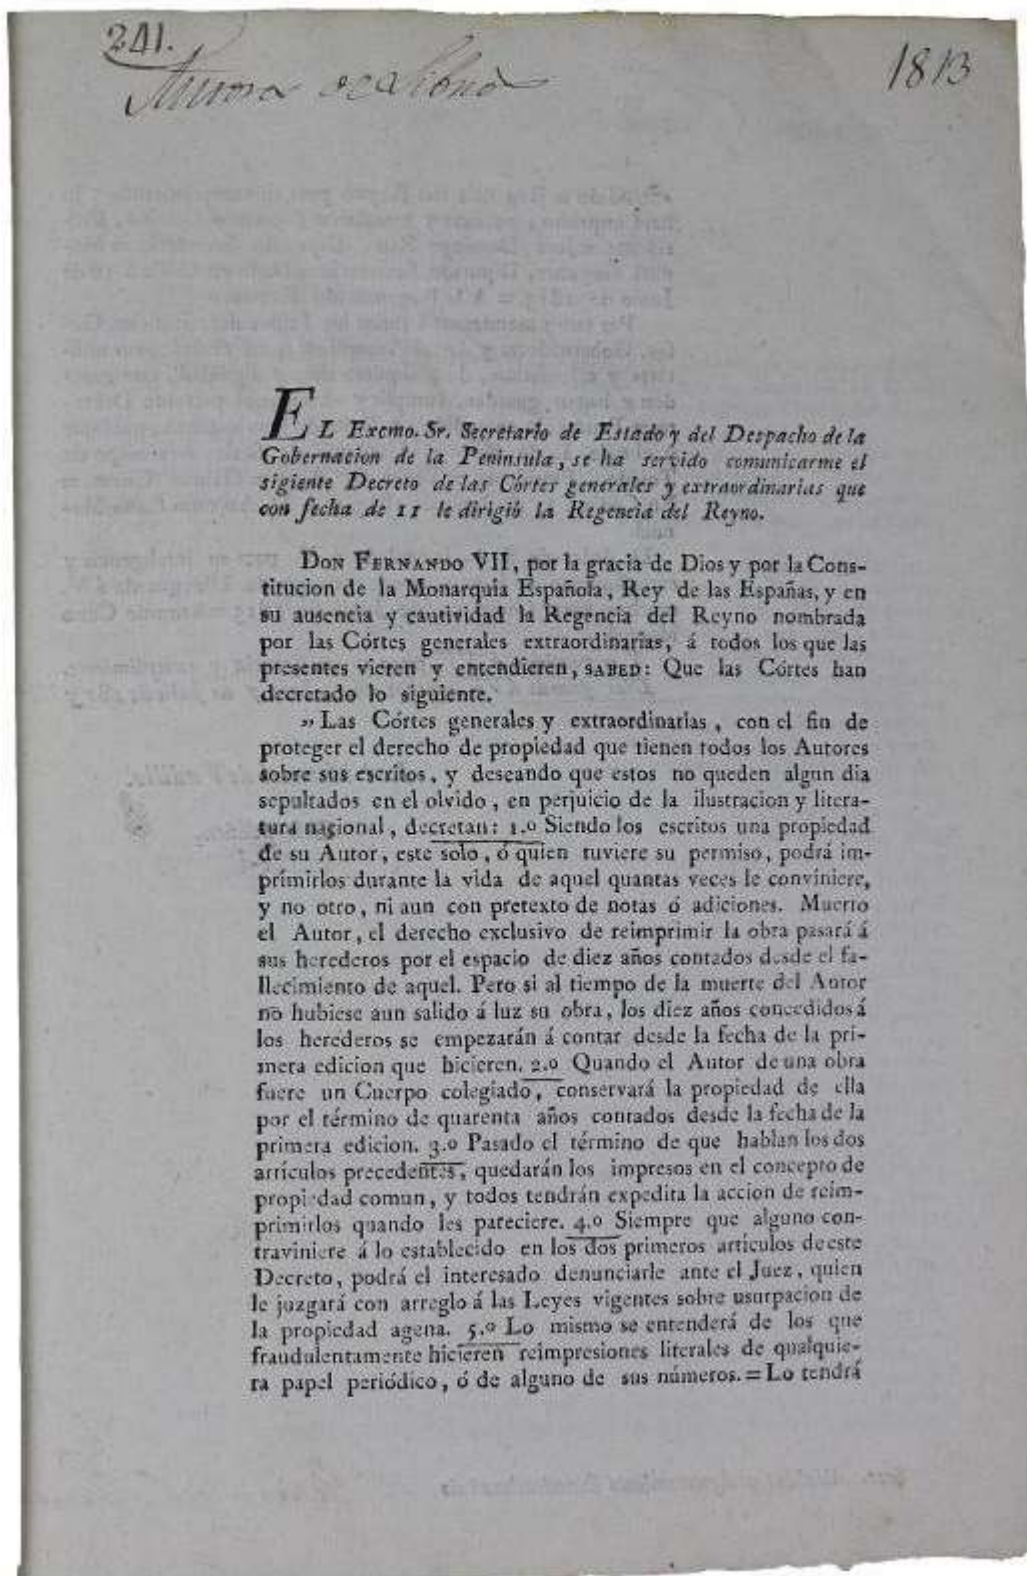 241.
1813
EL Excmo. Sr. Secretario de Estado y del Despacho de la
Gobernacion de la Peninsula, se ha servido comunicarme el
sigiente Decreto de las Córtes generales y extraordinarias que
con fecha de 11 le dirigió la Regencia del Reyno.
DON FERNANDO VII, por la gracia de Dios y por la Cons-
titucion de la Monarquia Española, Rey de las Españas, y en
su ausencia y cautividad la Regencia del Reyno nombrada
por las Córtes generales extraordinarias, á todos los que las
presentes vieren y entendieren, SABED: Que las Córtes han
decretado lo siguiente.
„Las Córtes generales y extraordinarias, con el fin de
proteger el derecho de propiedad que tienen todos los Autores
sobre sus escritos, y deseando que estos no queden algun dia
sepultados en el olvido, en perjuicio de la ilustracion y litera-
tura nacional, decretan: 1.º Siendo los escritos una propiedad
de su Autor, este solo, ó quien tuviere su permiso, podrá im-
primirlos durante la vida de aquel quantas veces le conviniere,
y no otro, ni aun con pretexto de notas ó adiciones. Muerto
el Autor, el derecho exclusivo de reimprimir la obra pasará á
sus herederos por el espacio de diez años contados desde el fa-
llecimiento de aquel. Pero si al tiempo de la muerte del Autor
no hubiese aun salido á luz su obra, los diez años concedidos á
los herederos se empezarán á contar desde la fecha de la pri-
mera edicion que hicieren. 2.º Quando el Autor de una obra
fuere un Cuerpo colegiado, conservará la propiedad de ella
por el término de quarenta años contados desde la fecha de la
primera edicion. 3.º Pasado el término de que hablan los dos
artículos precedentes, quedarán los impresos en el concepto de
propiedad comun, y todos tendrán expedita la accion de reim-
primirlos quando les pareciere. 4.º Siempre que alguno con-
traviniere á lo establecido en los dos primeros artículos de este
Decreto, podrá el interesado denunciarle ante el Juez, quien
le juzgará con arreglo á las Leyes vigentes sobre usurpacion de
la propiedad agena. 5.º Lo mismo se entenderá de los que
fraudulentamente hicieren reimpresiones literales de qualquie-
ra papel periódico, ó de alguno de sus números. = Lo tendrá